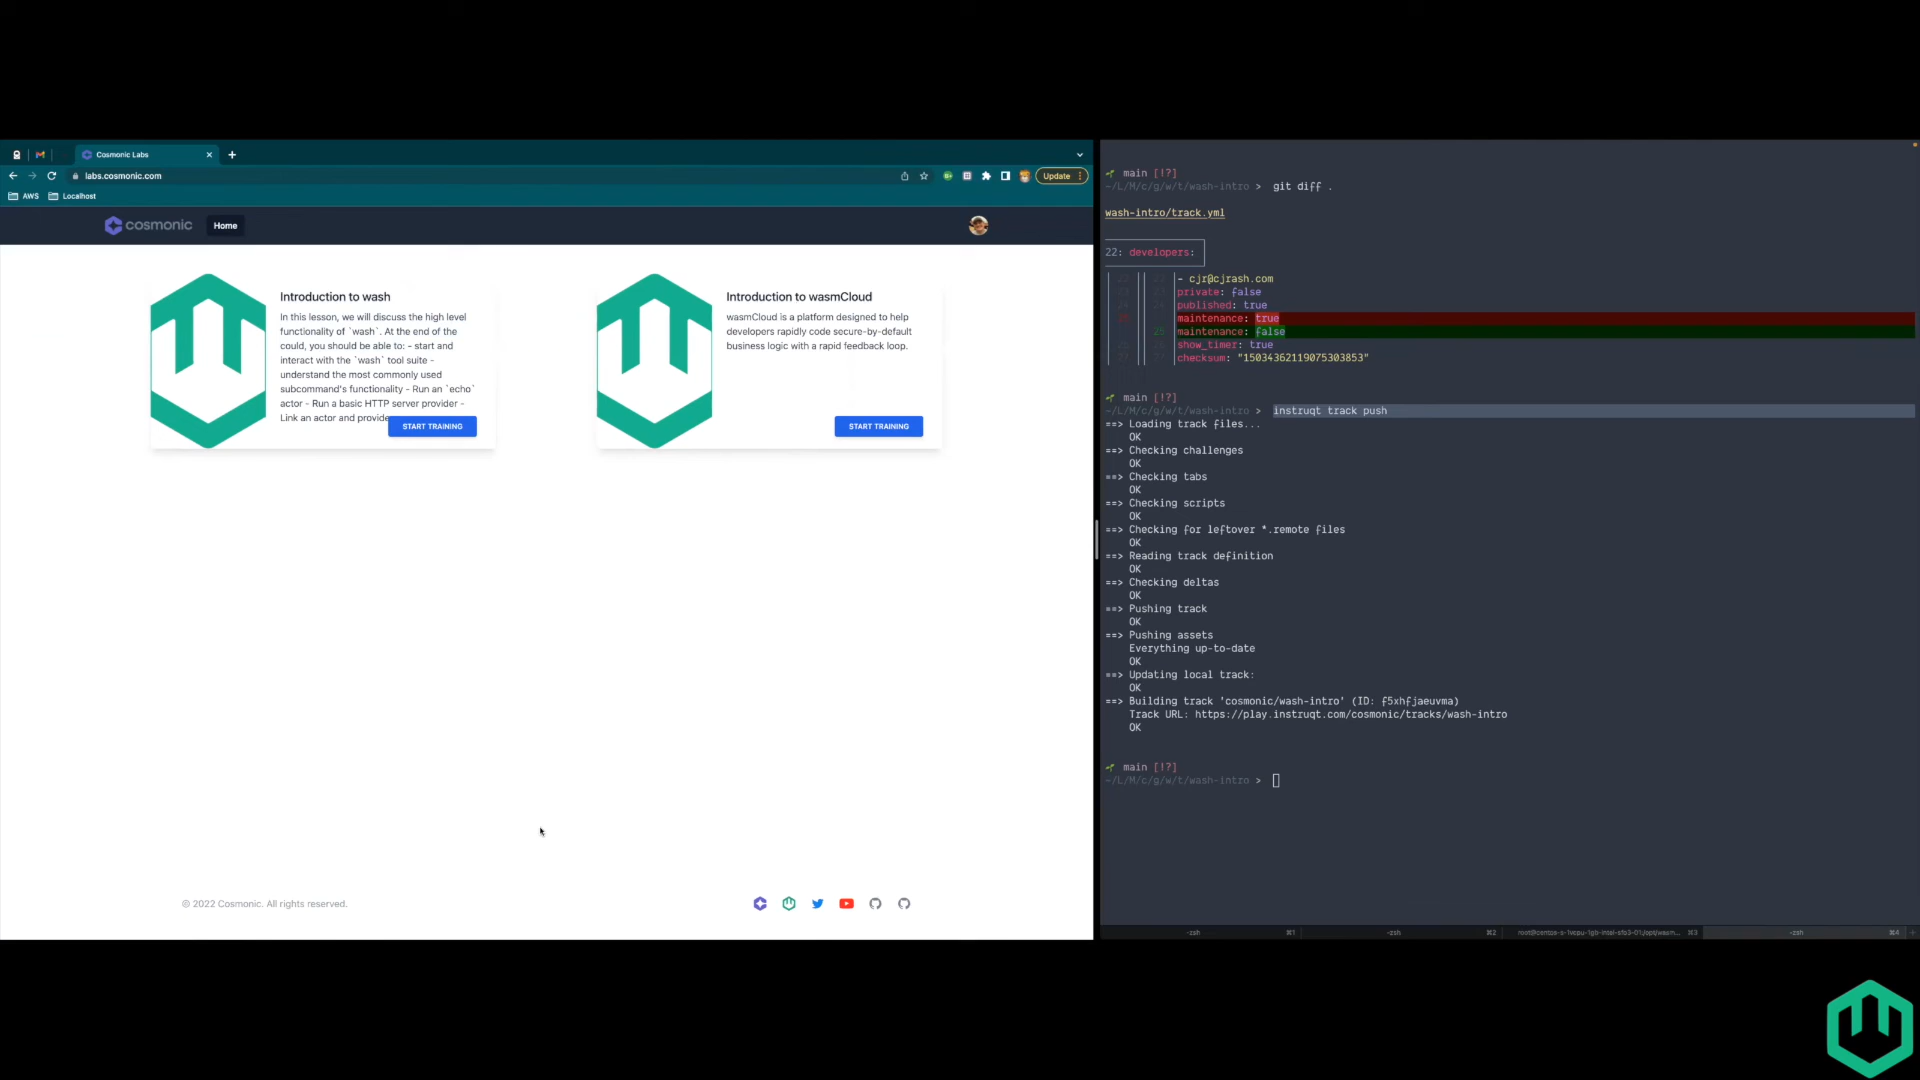 Cosmonic Labs
labs.cosmonic.com
Update
AWS
Localhost
cosmonic
Home
Introduction to wash
In this lesson, we will discuss the high level
functionality of `wash`. At the end of the
could, you should be able to: - start and
interact with the `wash` tool suite -
understand the most commonly used
subcommand's functionality - Run an `echo`
actor - Run a basic HTTP server provider -
Link an actor and provide
START TRAINING
Introduction to wasmCloud
wasmCloud is a platform designed to help
developers rapidly code secure-by-default
business logic with a rapid feedback loop.
START TRAINING
© 2022 Cosmonic. All rights reserved.
main [!?]
~/L/M/c/g/w/t/wash-intro > git diff .
wash-intro/track.yml
22: developers:
- cjr@cjrash.com
private: false
published: true
maintenance: true
maintenance: false
show_timer: true
checksum: "15034362119075303853"
main [!?]
~/L/M/c/g/w/t/wash-intro > instruqt track push
==> Loading track files...
OK
==> Checking challenges
OK
==> Checking tabs
OK
==> Checking scripts
OK
==> Checking for leftover *.remote files
OK
==> Reading track definition
OK
==> Checking deltas
OK
==> Pushing track
OK
==> Pushing assets
Everything up-to-date
OK
==> Updating local track:
OK
==> Building track 'cosmonic/wash-intro' (ID: f5xhfjaeuvma)
Track URL: https://play.instruqt.com/cosmonic/tracks/wash-intro
OK
main [!?]
~/L/M/c/g/w/t/wash-intro >
-zsh ⌘1
-zsh ⌘2
⌘3
-zsh ⌘4